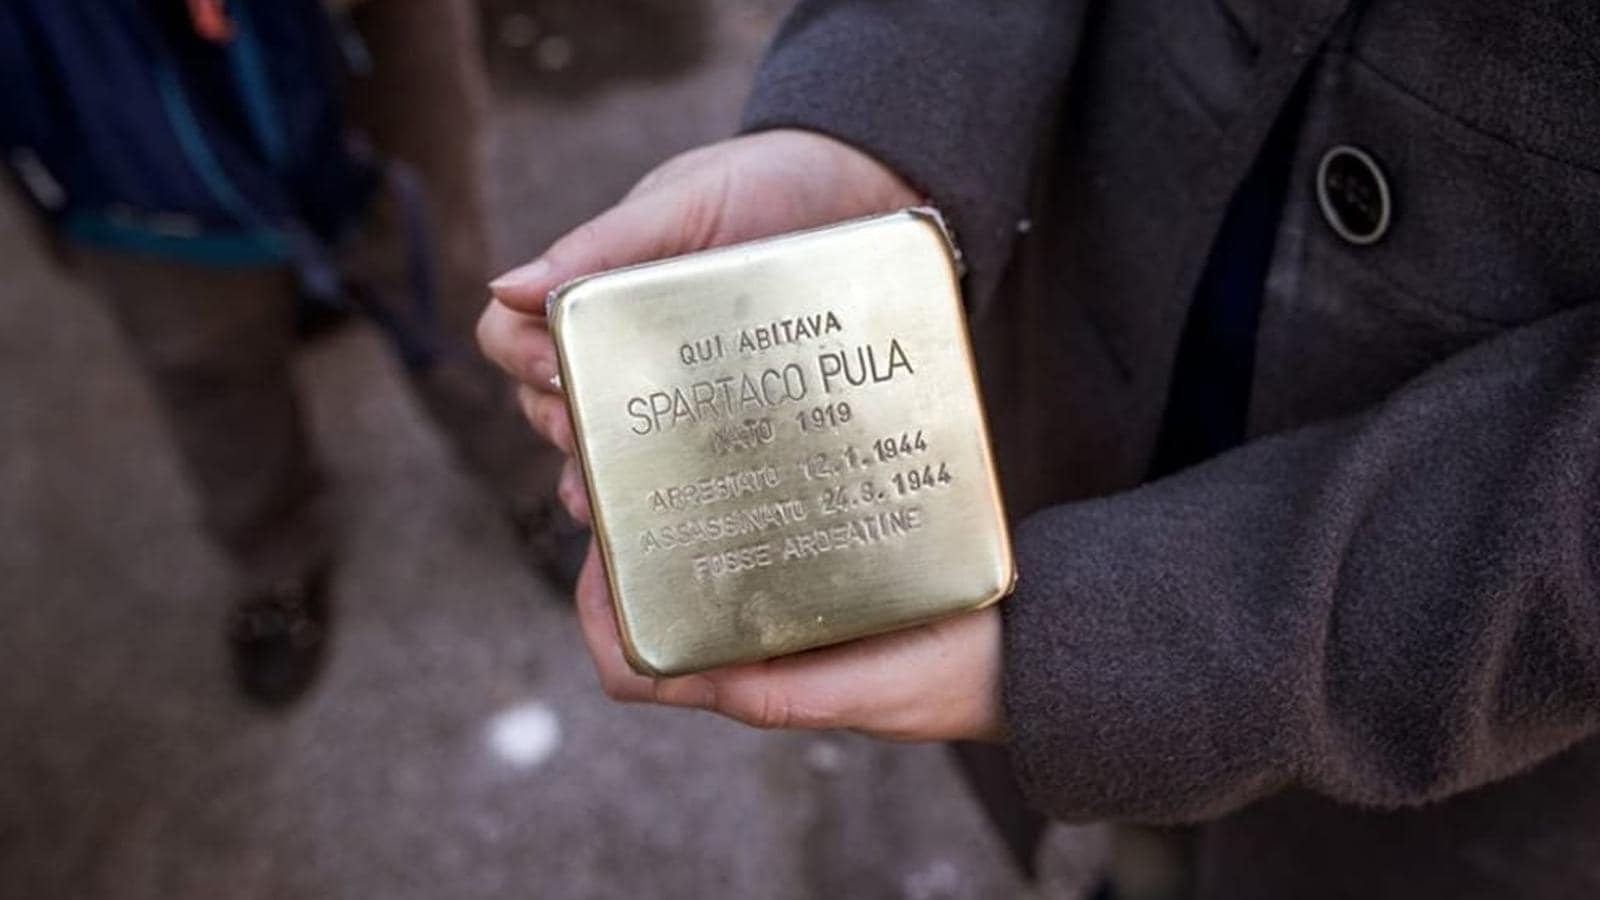 QUI ABITAVA
SPARTACO PULA
NATO 1919
ARRESTATO 12.1.1944
ASSASSINATO 24.3.1944
FOSSE ARDEATINE